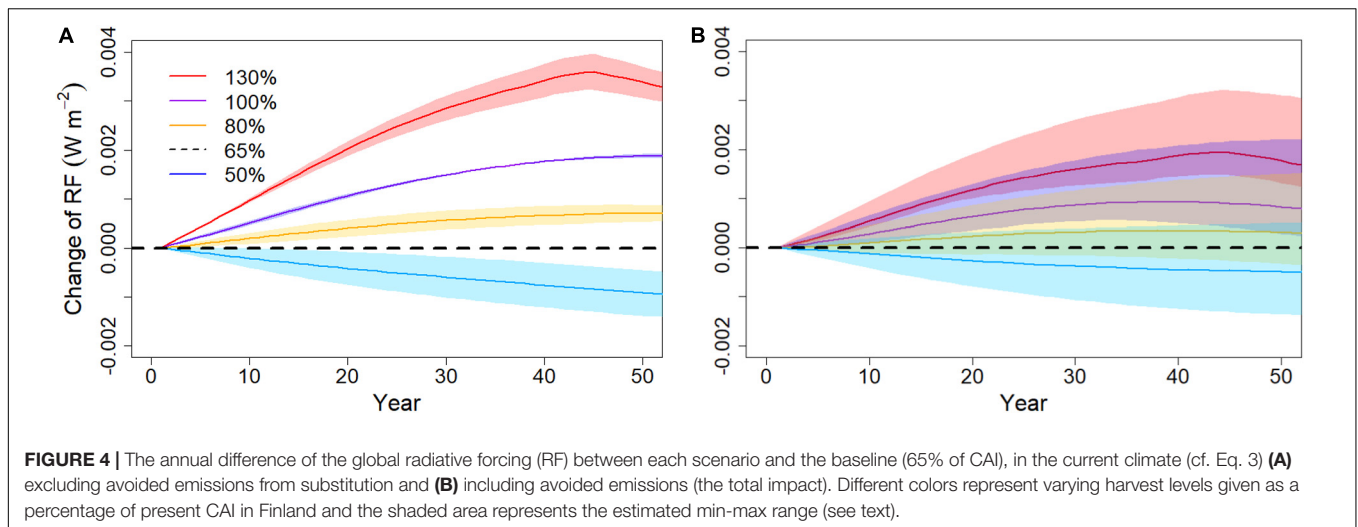 A
B
Change of RF (W m⁻²)
0.004
0.002
0.000
-0.002
130%
100%
80%
65%
50%
0 10 20 30 40 50
Year
0.004
0.002
0.000
-0.002
0 10 20 30 40 50
Year
FIGURE 4 | The annual difference of the global radiative forcing (RF) between each scenario and the baseline (65% of CAI), in the current climate (cf. Eq. 3) (A)
excluding avoided emissions from substitution and (B) including avoided emissions (the total impact). Different colors represent varying harvest levels given as a
percentage of present CAI in Finland and the shaded area represents the estimated min-max range (see text).